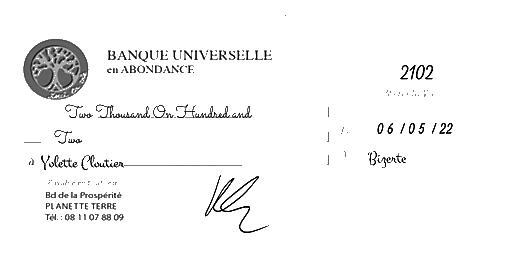 BANQUE UNIVERSELLE
en ABONDANCE
2102
Two Thousand On Hundred and
Two
06/05/22
à Yolette Cloutier
Bizerte
Bd de la Prospérité
PLANETTE TERRE
Tél. : 08 11 07 88 09